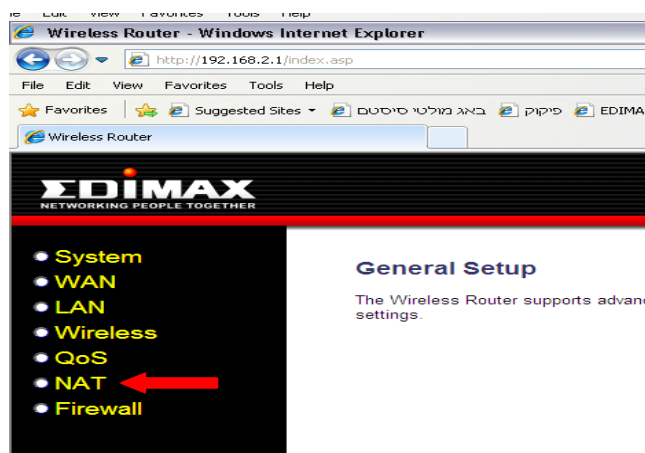 Wireless Router - Windows Internet Explorer
http://192.168.2.1/index.asp
File Edit View Favorites Tools Help
Favorites Suggested Sites באג מולטי סיסטם פיקוק EDIMA
Wireless Router
EDIMAX
NETWORKING PEOPLE TOGETHER
System
WAN
LAN
Wireless
QoS
NAT
Firewall
General Setup
The Wireless Router supports advan
settings.